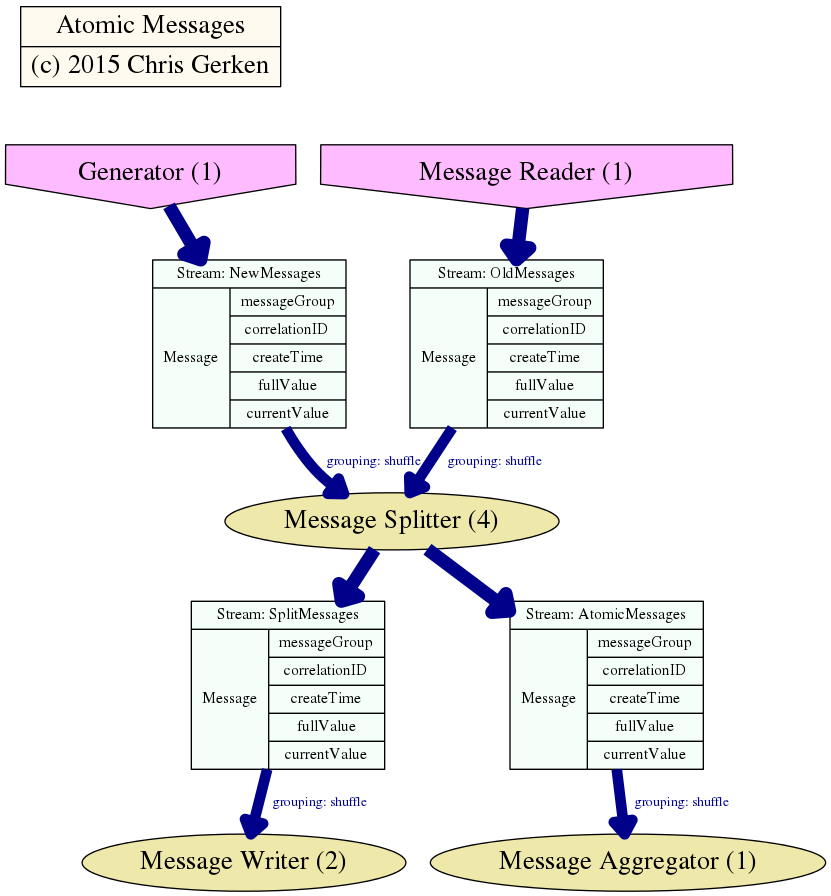 Atomic Messages
(c) 2015 Chris Gerken
Generator (1)
Message Reader (1)
Stream: NewMessages
Message
messageGroup
correlationID
createTime
fullValue
currentValue
Stream: OldMessages
Message
messageGroup
correlationID
createTime
fullValue
currentValue
grouping: shuffle
grouping: shuffle
Message Splitter (4)
Stream: SplitMessages
Message
messageGroup
correlationID
createTime
fullValue
currentValue
Stream: AtomicMessages
Message
messageGroup
correlationID
createTime
fullValue
currentValue
grouping: shuffle
grouping: shuffle
Message Writer (2)
Message Aggregator (1)